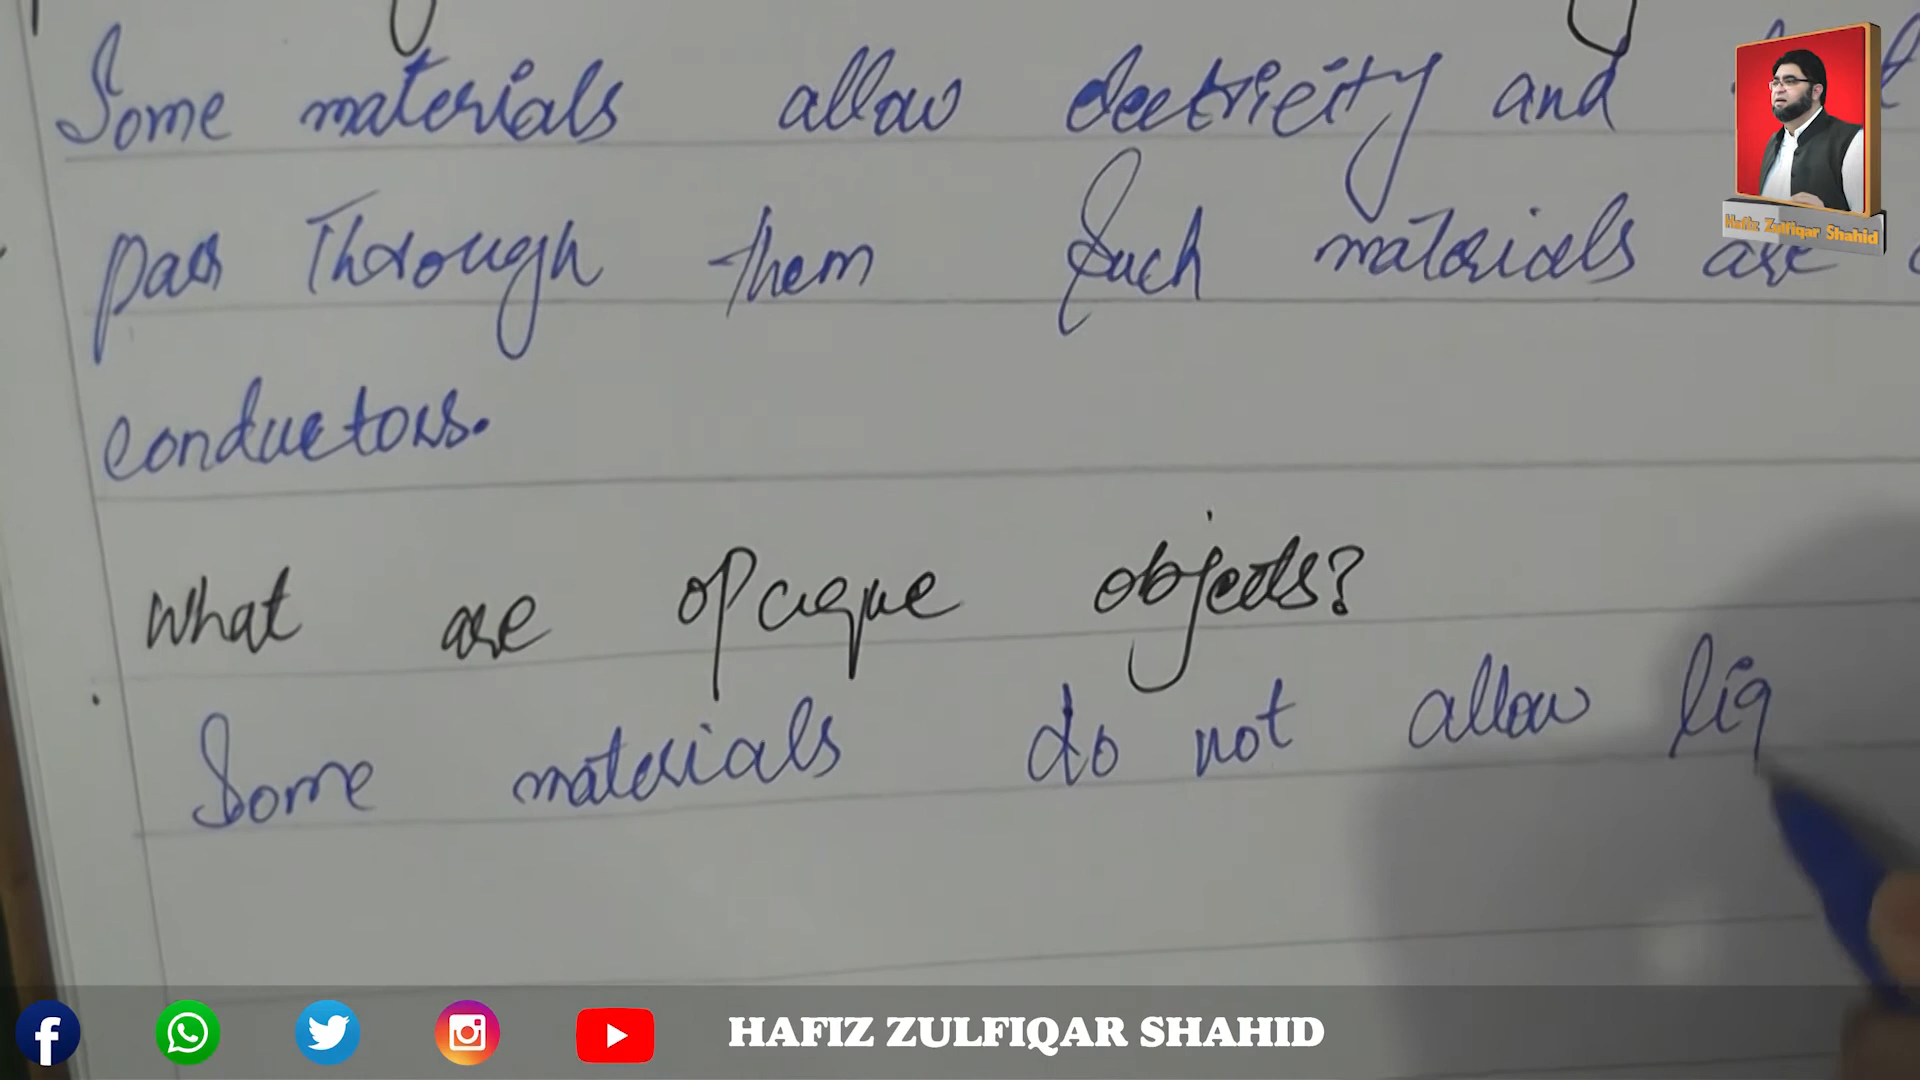 Some materials allow electricity and
pass Through them Such materials are
conductors.
What are opaque objects?
Some materials do not allow lig
Hafiz Zulfiqar Shahid
HAFIZ ZULFIQAR SHAHID